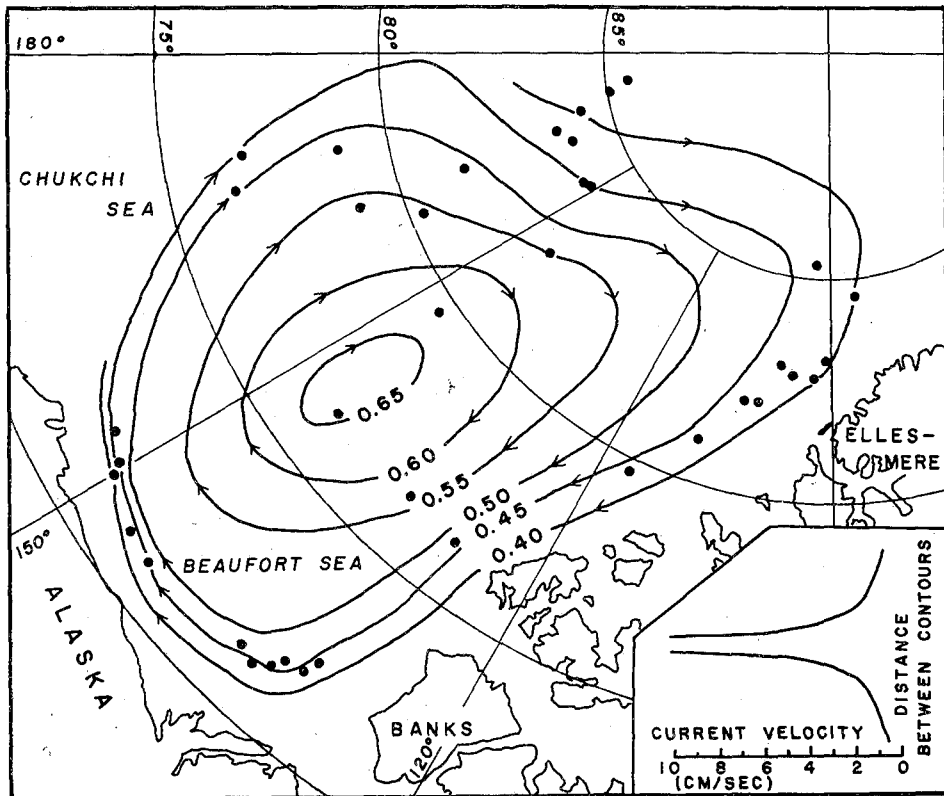 75°
80°
85°
180°
CHUKCHI
SEA
0.65
0.60
0.55
0.50
0.45
0.40
ELLES-
MERE
150°
BEAUFORT SEA
ALASKA
BANKS
120°
DISTANCE
BETWEEN CONTOURS
CURRENT VELOCITY
10 8 6 4 2 0
(CM/SEC)